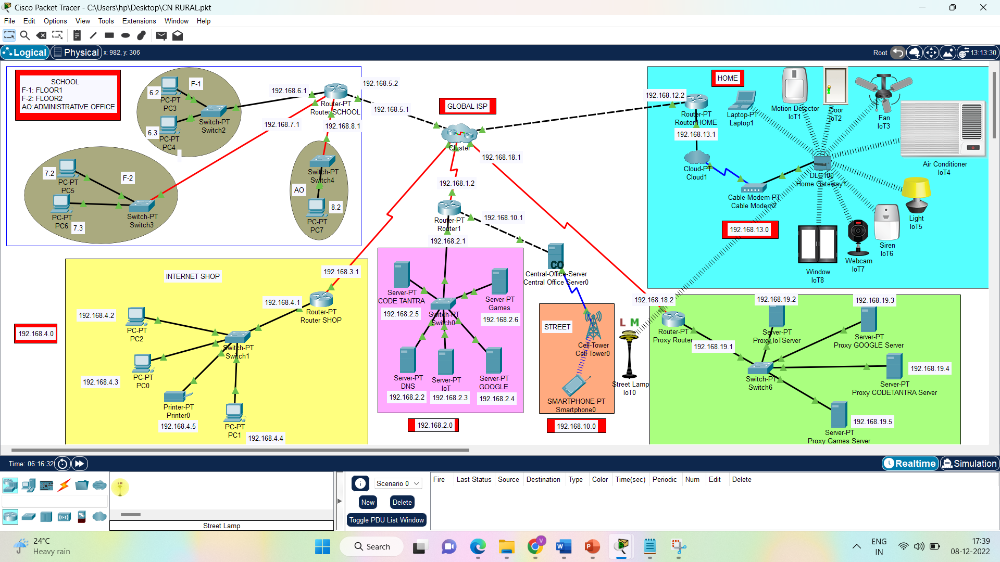 Cisco Packet Tracer - C:\Users\hp\Desktop\CN RURAL.pkt
File Edit Options View Tools Extensions Window Help
Logical Physical x: 982, y: 306
Root 13:13:30
SCHOOL
F-1: FLOOR1
F-2: FLOOR2
AO:ADMINISTRATIVE OFFICE
F-1
6.2
PC-PT
PC3
6.3
PC-PT
PC4
Switch-PT
Switch2
192.168.6.1
192.168.5.2
Router-PT
Router SCHOOL
192.168.5.1
192.168.7.1
192.168.8.1
7.2
PC-PT
PC5
F-2
PC-PT
PC6
7.3
Switch-PT
Switch3
Switch-PT
Switch4
AO
8.2
PC-PT
PC7
GLOBAL ISP
Cluster
192.168.18.1
192.168.1.2
Router-PT
Router1
192.168.10.1
192.168.2.1
HOME
192.168.12.2
Router-PT
Router HOME
192.168.13.1
Cloud-PT
Cloud1
Laptop-PT
Laptop1
Motion Detector
IoT1
Door
IoT2
Fan
IoT3
Air Conditioner
IoT4
DLC100
Home Gateway1
Cable-Modem-PT
Cable Modem2
192.168.13.0
Light
IoT5
Siren
IoT6
Webcam
IoT7
Window
IoT8
INTERNET SHOP
192.168.3.1
192.168.4.1
Router-PT
Router SHOP
192.168.4.2
PC-PT
PC2
192.168.4.0
Switch-PT
Switch1
192.168.4.3
PC-PT
PC0
Printer-PT
Printer0
192.168.4.5
PC-PT
PC1
192.168.4.4
Server-PT
CODE TANTRA
192.168.2.5
Switch-PT
Switch0
Server-PT
Games
192.168.2.6
Server-PT
DNS
192.168.2.2
Server-PT
IoT
192.168.2.3
Server-PT
GOOGLE
192.168.2.4
192.168.2.0
CO
Central-Office-Server
Central Office Server0
STREET
Cell-Tower
Cell Tower0
SMARTPHONE-PT
Smartphone0
192.168.10.0
L M
Street Lamp
IoT0
192.168.18.2
Router-PT
Proxy Router
192.168.19.1
192.168.19.2
Server-PT
Proxy IoTServer
192.168.19.3
Server-PT
Proxy GOOGLE Server
Switch-PT
Switch6
192.168.19.4
Server-PT
Proxy CODETANTRA Server
192.168.19.5
Server-PT
Proxy Games Server
Time: 06:16:32
Realtime Simulation
L M
Street Lamp
Scenario 0
New Delete
Toggle PDU List Window
Fire Last Status Source Destination Type Color Time(sec) Periodic Num Edit Delete
24°C
Heavy rain
Search
V
ENG
IN
17:39
08-12-2022